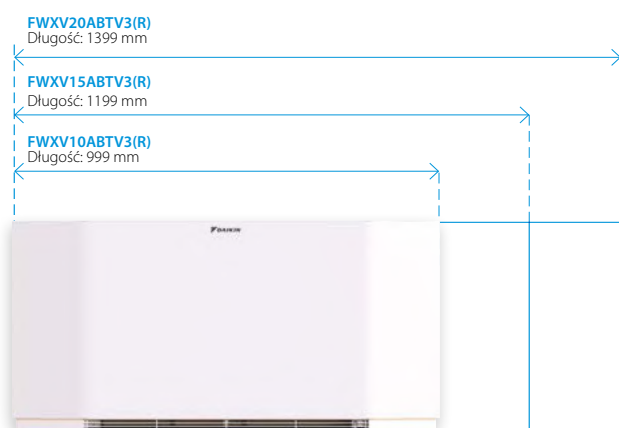 FWXV20ABTV3(R)
Długość: 1399 mm
FWXV15ABTV3(R)
Długość: 1199 mm
FWXV10ABTV3(R)
Długość: 999 mm
DAIKIN